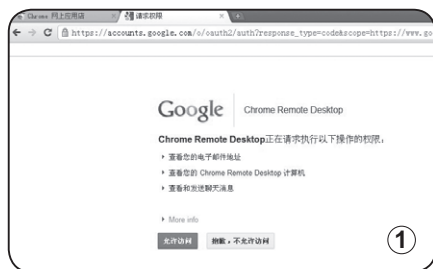 Chrome 网上应用店 请求权限
https://accounts.google.com/o/oauth2/auth?response_type=code&scope=https://www.go
Google Chrome Remote Desktop
Chrome Remote Desktop正在请求执行以下操作的权限：
查看您的电子邮件地址
查看您的 Chrome Remote Desktop 计算机
查看和发送聊天消息
More info
允许访问 抱歉，不允许访问
1